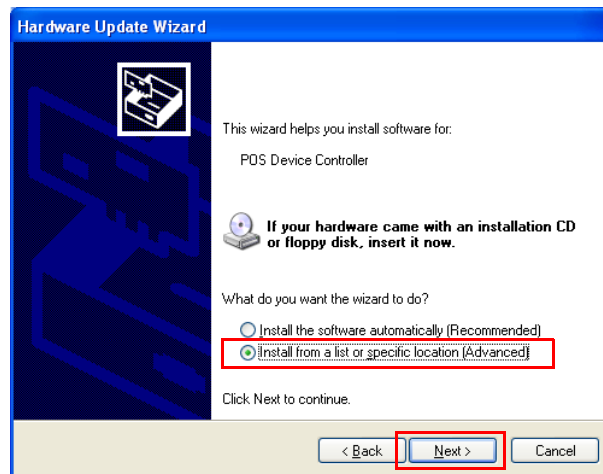 Hardware Update Wizard
This wizard helps you install software for:
POS Device Controller
If your hardware came with an installation CD
or floppy disk, insert it now.
What do you want the wizard to do?
Install the software automatically (Recommended)
Install from a list or specific location (Advanced)
Click Next to continue.
< Back Next > Cancel